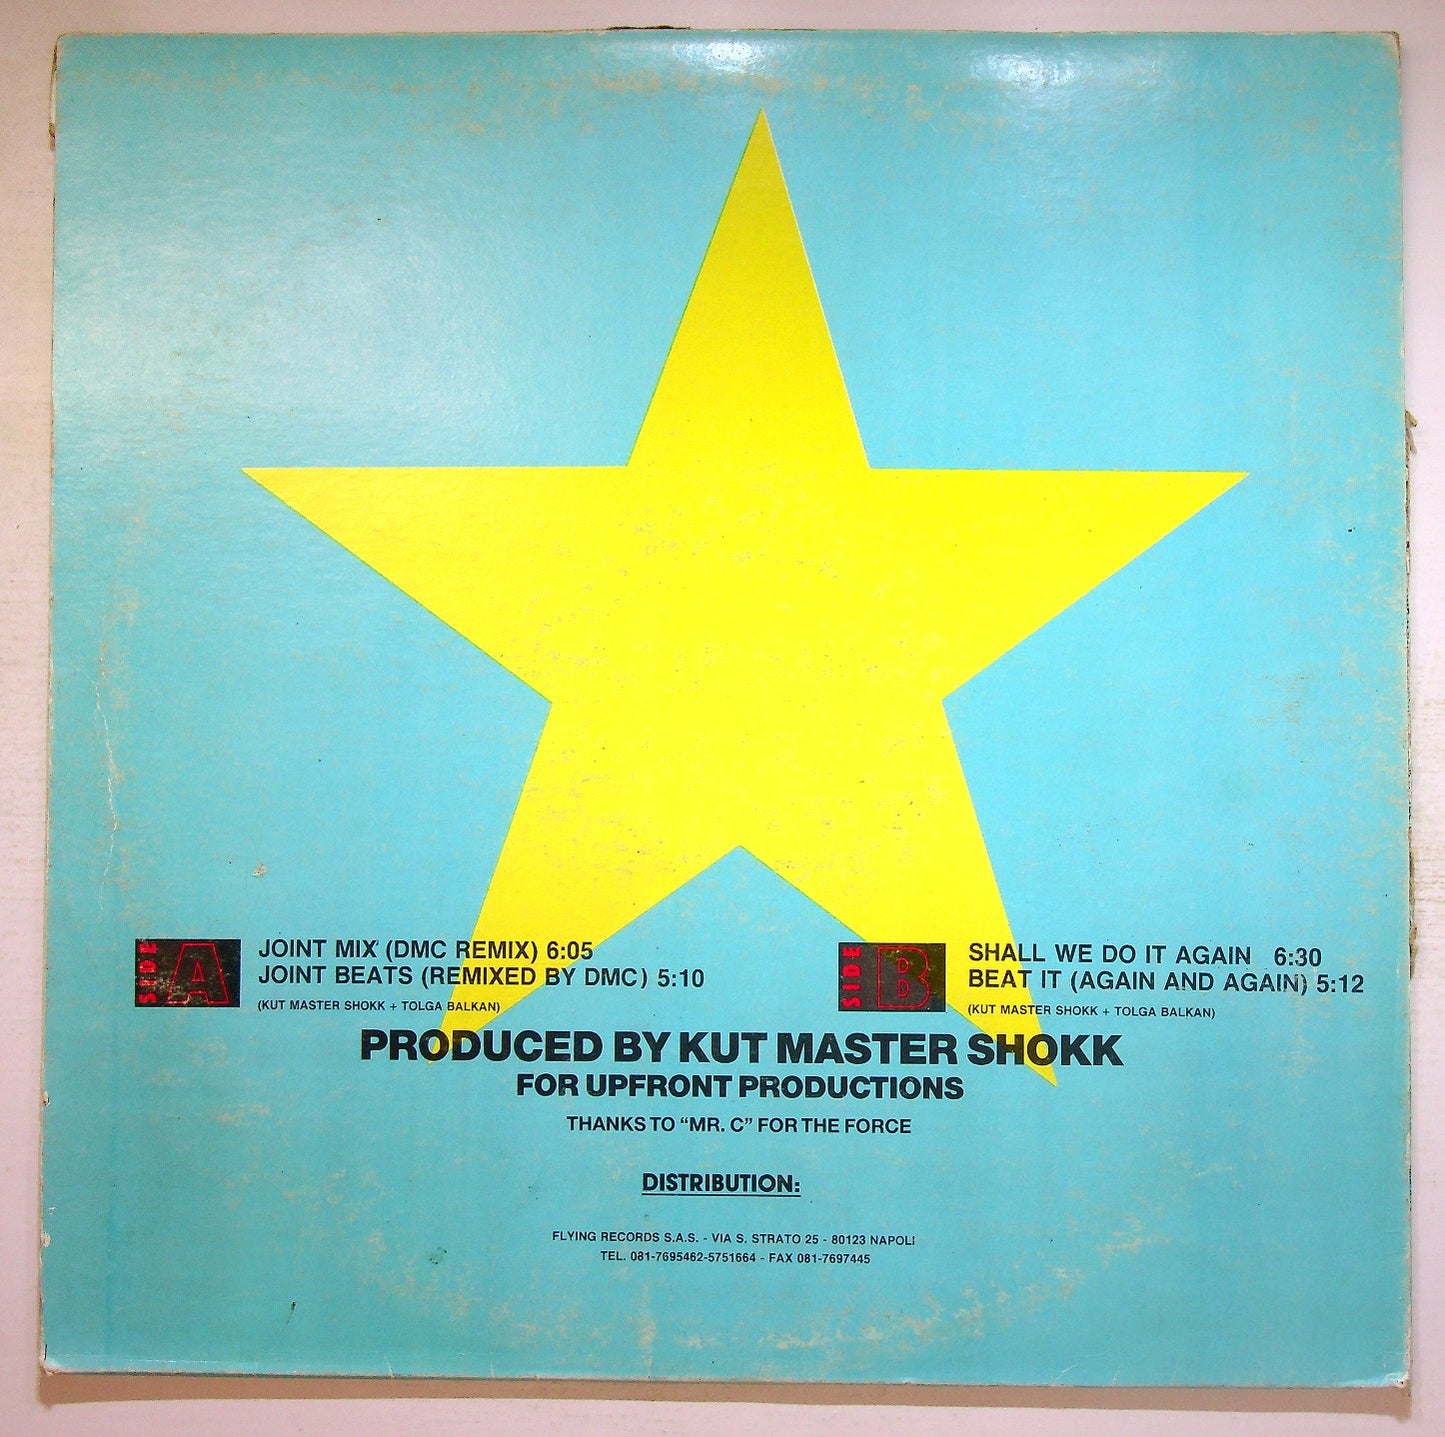 SIDE A
JOINT MIX (DMC REMIX) 6:05
JOINT BEATS (REMIXED BY DMC) 5:10
(KUT MASTER SHOKK + TOLGA BALKAN)
SIDE B
SHALL WE DO IT AGAIN 6:30
BEAT IT (AGAIN AND AGAIN) 5:12
(KUT MASTER SHOKK + TOLGA BALKAN)
PRODUCED BY KUT MASTER SHOKK
FOR UPFRONT PRODUCTIONS
THANKS TO “MR. C” FOR THE FORCE
DISTRIBUTION:
FLYING RECORDS S.A.S. - VIA S. STRATO 25 - 80123 NAPOLI
TEL. 081-7695462-5751664 - FAX 081-7697445